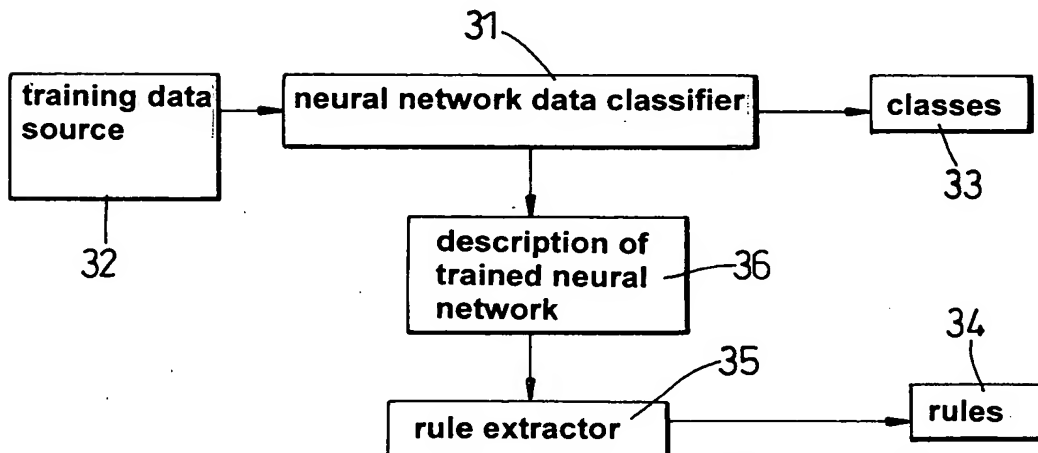 31
training data
source
neural network data classifier
classes
33
32
description of
trained neural
network
36
34
35
rule extractor
rules